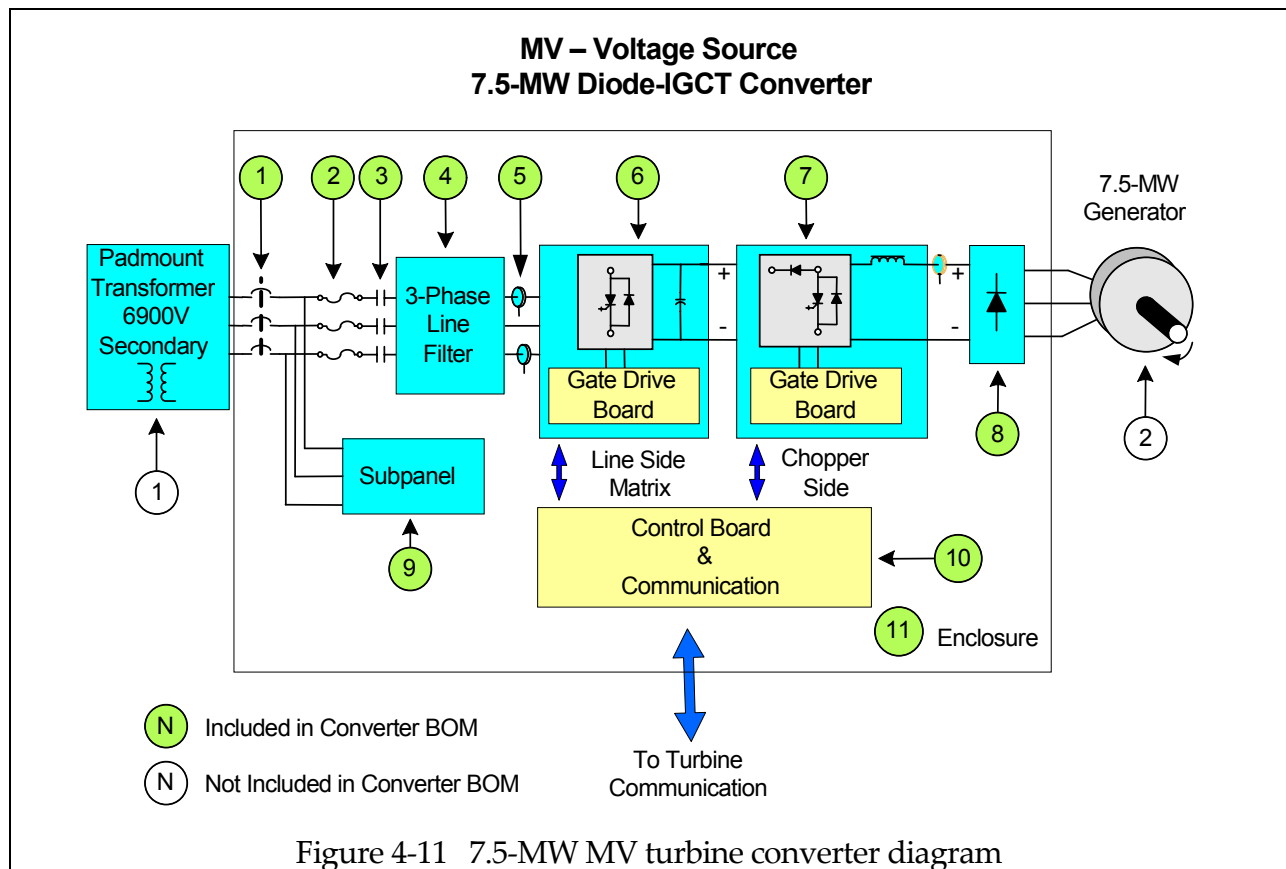 MV – Voltage Source
7.5-MW Diode-IGCT Converter
1
2
3
4
5
6
7
7.5-MW
Generator
Padmount
Transformer
6900V
Secondary
3-Phase
Line
Filter
+
-
+
-
Gate Drive
Board
Gate Drive
Board
8
2
1
Subpanel
Line Side
Matrix
Chopper
Side
9
Control Board
&
Communication
10
11
Enclosure
N
Included in Converter BOM
N
Not Included in Converter BOM
To Turbine
Communication
Figure 4-11 7.5-MW MV turbine converter diagram